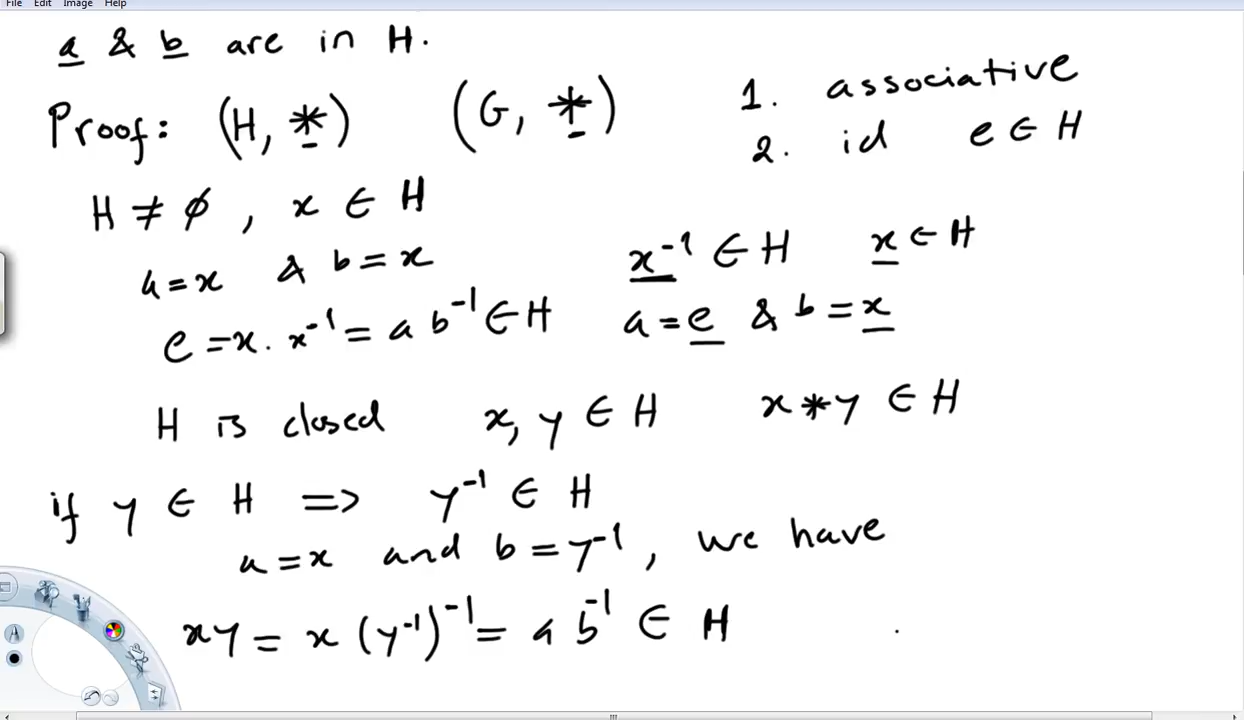 File Edit Image Help
a & b are in H.
Proof: (H, *) (G, *) 1. associative
2. id e ∈ H
H ≠ ϕ , x ∈ H
a = x & b = x x⁻¹ ∈ H x ∈ H
e = x . x⁻¹ = a b⁻¹ ∈ H a = e & b = x
H is closed x, y ∈ H x * y ∈ H
if y ∈ H => y⁻¹ ∈ H
a = x and b = y⁻¹ , we have
xy = x (y⁻¹)⁻¹ = a b⁻¹ ∈ H